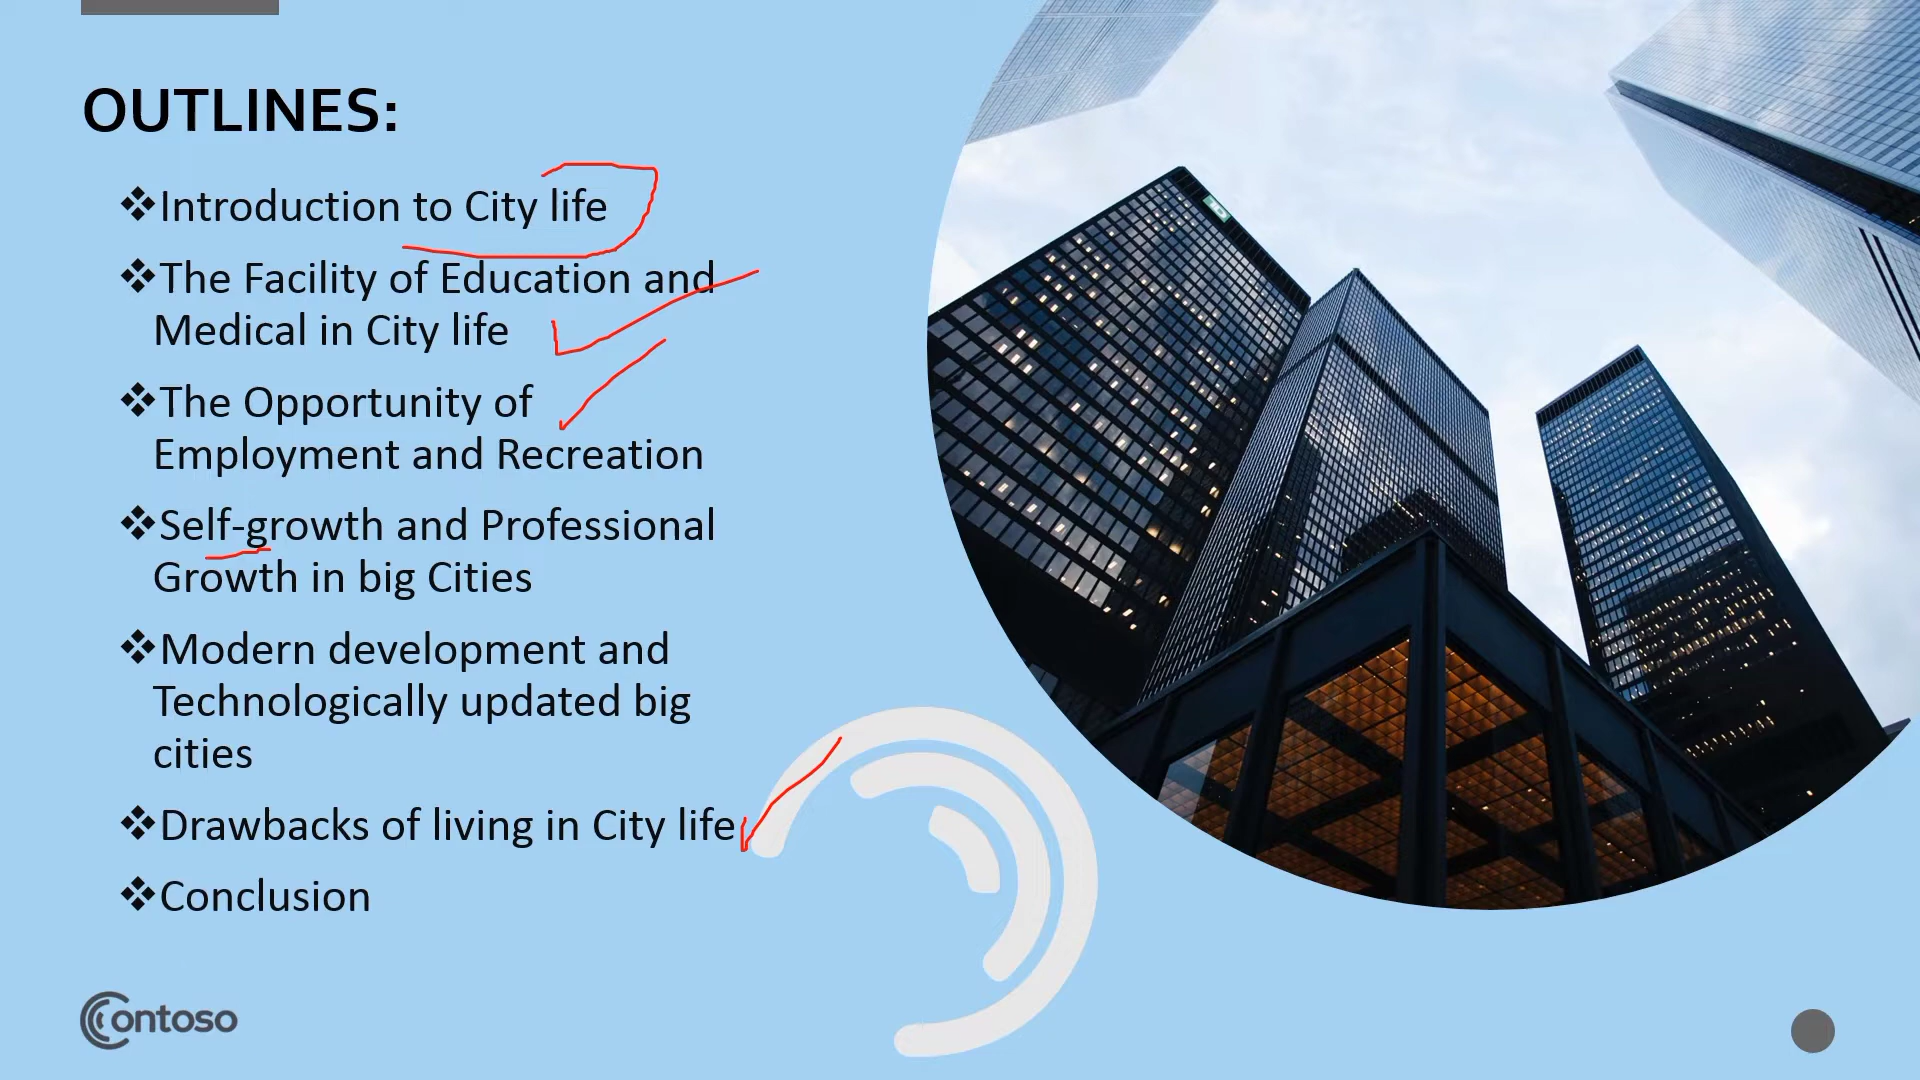 OUTLINES:
❖Introduction to City life
❖The Facility of Education and
Medical in City life
❖The Opportunity of
Employment and Recreation
❖Self-growth and Professional
Growth in big Cities
❖Modern development and
Technologically updated big
cities
❖Drawbacks of living in City life
❖Conclusion
Contoso
TD